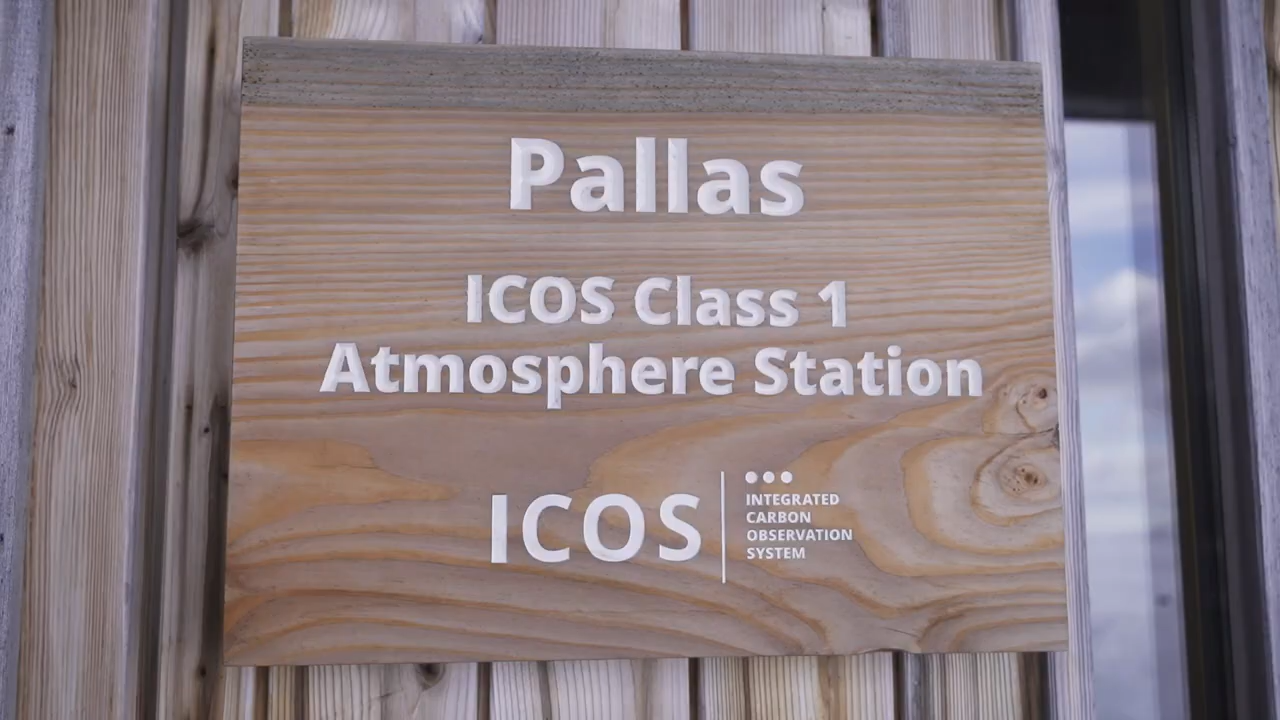 Pallas
ICOS Class 1
Atmosphere Station
ICOS
INTEGRATED
CARBON
OBSERVATION
SYSTEM